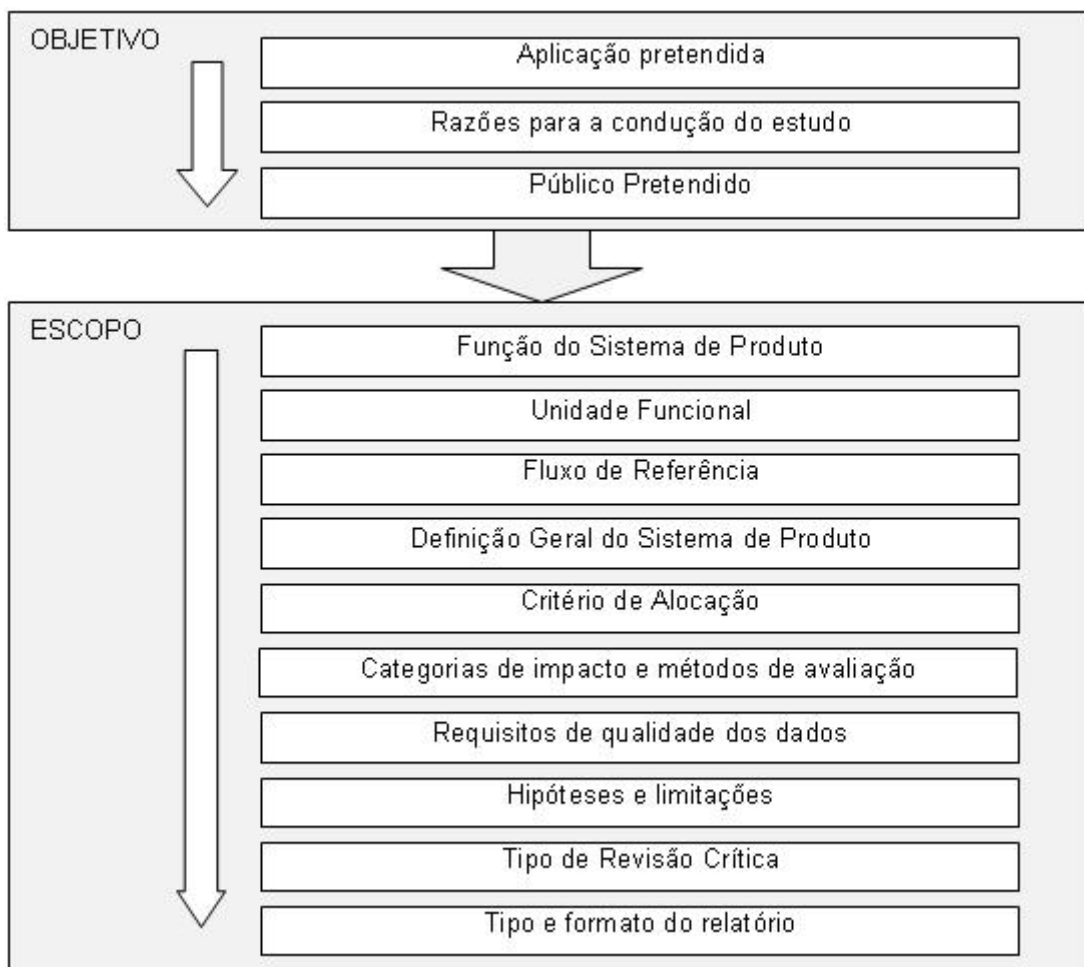 OBJETIVO
Aplicação pretendida
Razões para a condução do estudo
Público Pretendido
ESCOPO
Função do Sistema de Produto
Unidade Funcional
Fluxo de Referência
Definição Geral do Sistema de Produto
Critério de Alocação
Categorias de impacto e métodos de avaliação
Requisitos de qualidade dos dados
Hipóteses e limitações
Tipo de Revisão Crítica
Tipo e formato do relatório